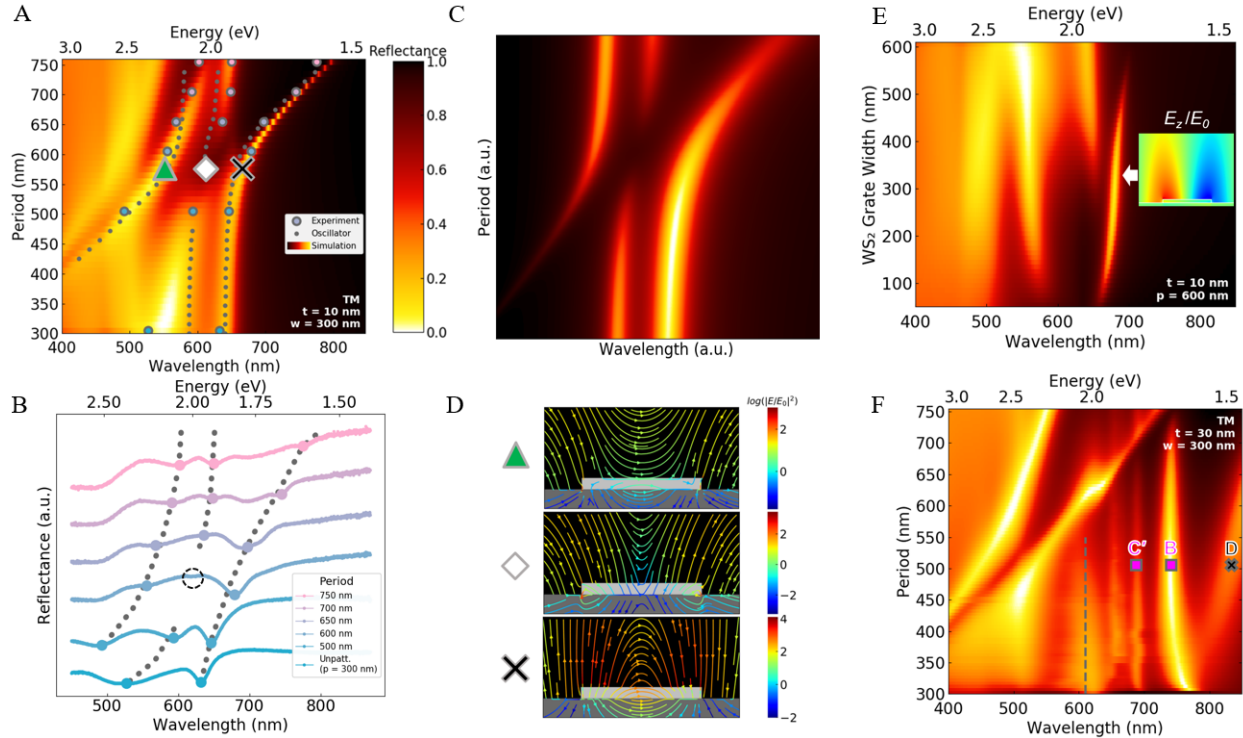 A
Energy (eV)
3.0 2.5 2.0 1.5
Reflectance
Period (nm)
750
700
650
600
550
500
450
400
350
300
1.0
0.8
0.6
0.4
0.2
0.0
Experiment
Oscillator
Simulation
TM
t = 10 nm
w = 300 nm
400 500 600 700 800
Wavelength (nm)
B
Energy (eV)
2.50 2.00 1.75 1.50
Reflectance (a.u.)
Period
750 nm
700 nm
650 nm
600 nm
500 nm
Unpatt.
(p = 300 nm)
500 600 700 800
Wavelength (nm)
C
Period (a.u.)
Wavelength (a.u.)
D
log(|E/E₀|²)
2
0
−2
2
0
−2
4
2
0
−2
E
Energy (eV)
3.0 2.5 2.0 1.5
WS₂ Grate Width (nm)
600
500
400
300
200
100
E_z/E_0
t = 10 nm
p = 600 nm
400 500 600 700 800
Wavelength (nm)
F
Energy (eV)
3.0 2.5 2.0 1.5
Period (nm)
750
700
650
600
550
500
450
400
350
300
TM
t = 30 nm
w = 300 nm
C′ B D
400 500 600 700 800
Wavelength (nm)